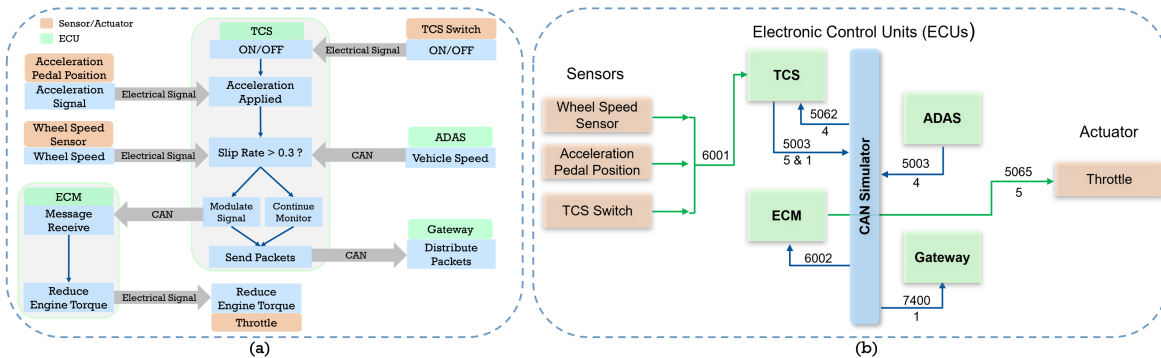 Sensor/Actuator
ECU
TCS
ON/OFF
Electrical Signal
TCS Switch
ON/OFF
Acceleration
Pedal Position
Acceleration
Signal
Electrical Signal
Acceleration
Applied
Wheel Speed
Sensor
Wheel Speed
Electrical Signal
Slip Rate > 0.3 ?
CAN
ADAS
Vehicle Speed
ECM
Message
Receive
CAN
Modulate
Signal
Continue
Monitor
Gateway
Distribute
Packets
Send Packets
CAN
Reduce
Engine Torque
Electrical Signal
Reduce
Engine Torque
Throttle
(a)
Electronic Control Units (ECUs)
Sensors
Wheel Speed
Sensor
Acceleration
Pedal Position
TCS Switch
6001
TCS
5062
4
5003
5 & 1
ECM
6002
CAN Simulator
ADAS
5003
4
Gateway
7400
1
Actuator
5065
5
Throttle
(b)